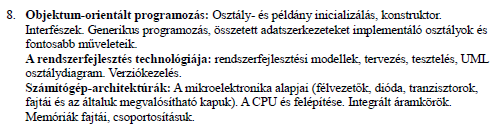 8. Objektum-orientált programozás: Osztály- és példány inicializálás, konstruktor.
Interfészek. Generikus programozás, összetett adatszerkezeteket implementáló osztályok és
fontosabb műveleteik.
A rendszerfejlesztés technológiája: rendszerfejlesztési modellek, tervezés, tesztelés, UML
osztálydiagram. Verziókezelés.
Számítógép-architektúrák: A mikroelektronika alapjai (félvezetők, dióda, tranzisztorok,
fajtái és az általuk megvalósítható kapuk). A CPU és felépítése. Integrált áramkörök.
Memóriák fajtái, csoportosításuk.